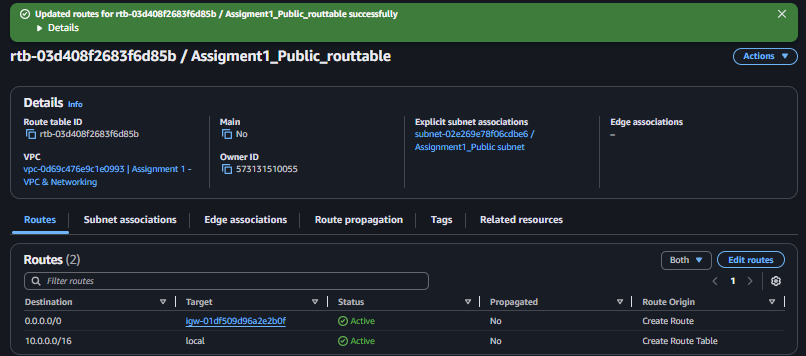 Updated routes for rtb-03d408f2683f6d85b / Assigment1_Public_routtable successfully
Details
rtb-03d408f2683f6d85b / Assigment1_Public_routtable
Actions
Details Info
Route table ID
rtb-03d408f2683f6d85b
Main
No
Explicit subnet associations
subnet-02e269e78f06cdbe6 /
Assignment1_Public subnet
Edge associations
–
VPC
vpc-0d69c476e9c1e0993 | Assignment 1 -
VPC & Networking
Owner ID
573131510055
Routes
Subnet associations
Edge associations
Route propagation
Tags
Related resources
Routes (2)
Both
Edit routes
Filter routes
1
Destination Target Status Propagated Route Origin
0.0.0.0/0 igw-01df509d96a2e2b0f Active No Create Route
10.0.0.0/16 local Active No Create Route Table